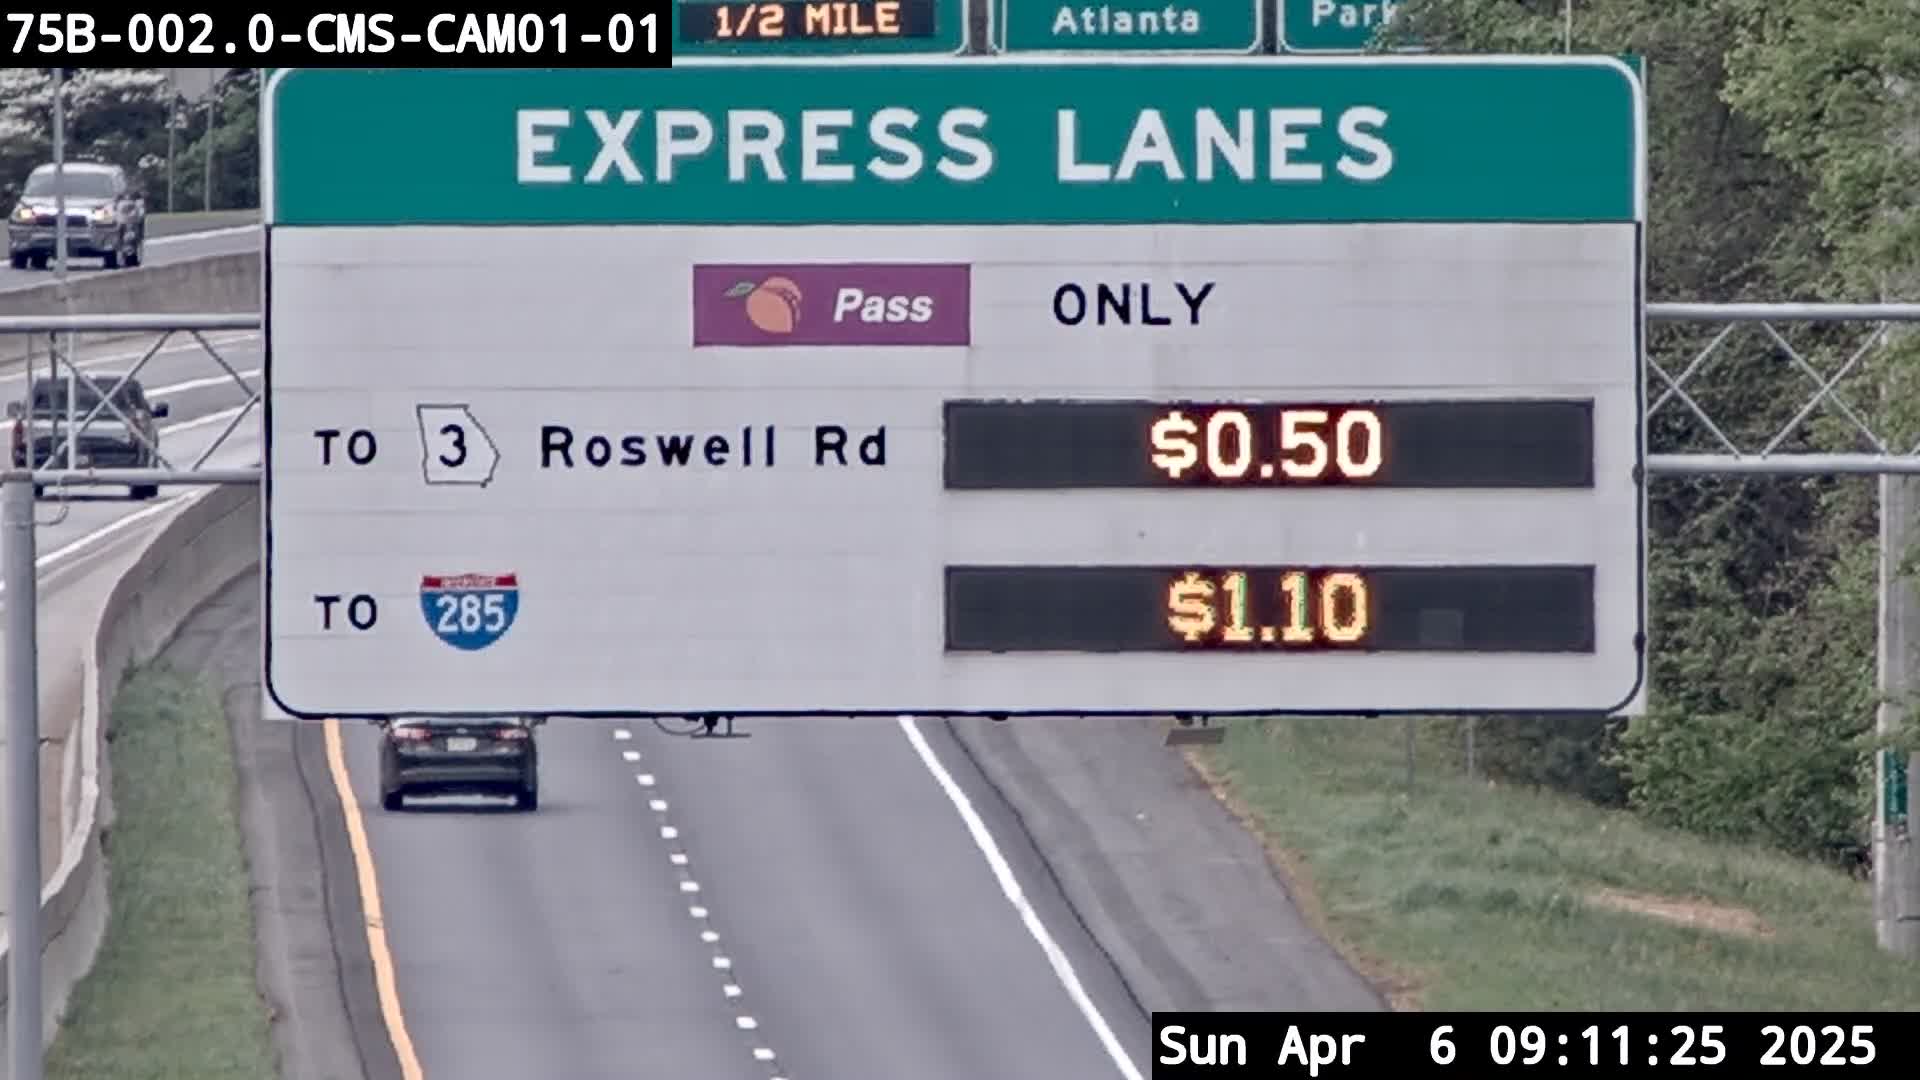 75B-002.0-CMS-CAM01-01
1/2 MILE
Atlanta
Park
EXPRESS LANES
Pass ONLY
TO 3 Roswell Rd $0.50
INTERSTATE
TO 285 $1.10
Sun Apr 6 09:11:25 2025